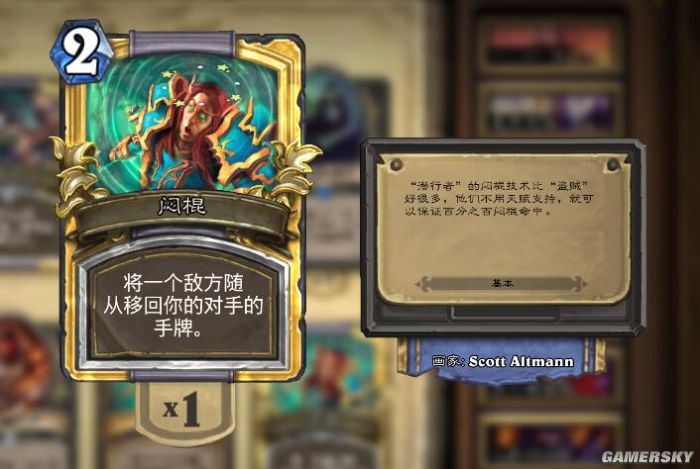 2
闷棍
将一个敌方随
从移回你的对手的
手牌。
x1
“潜行者”的闷棍技术比“盗贼”
好很多，他们不用天赋支持，就可
以保证百分之百闷棍命中。
基本
画家: Scott Altmann
GAMERSKY